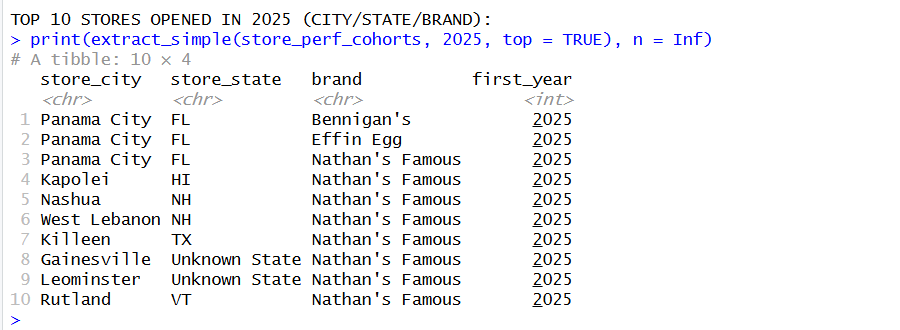 TOP 10 STORES OPENED IN 2025 (CITY/STATE/BRAND):
> print(extract_simple(store_perf_cohorts, 2025, top = TRUE), n = Inf)
# A tibble: 10 × 4
store_city store_state brand first_year
<chr> <chr> <chr> <int>
1 Panama City FL Bennigan's 2025
2 Panama City FL Effin Egg 2025
3 Panama City FL Nathan's Famous 2025
4 Kapolei HI Nathan's Famous 2025
5 Nashua NH Nathan's Famous 2025
6 West Lebanon NH Nathan's Famous 2025
7 Killeen TX Nathan's Famous 2025
8 Gainesville Unknown State Nathan's Famous 2025
9 Leominster Unknown State Nathan's Famous 2025
10 Rutland VT Nathan's Famous 2025
>